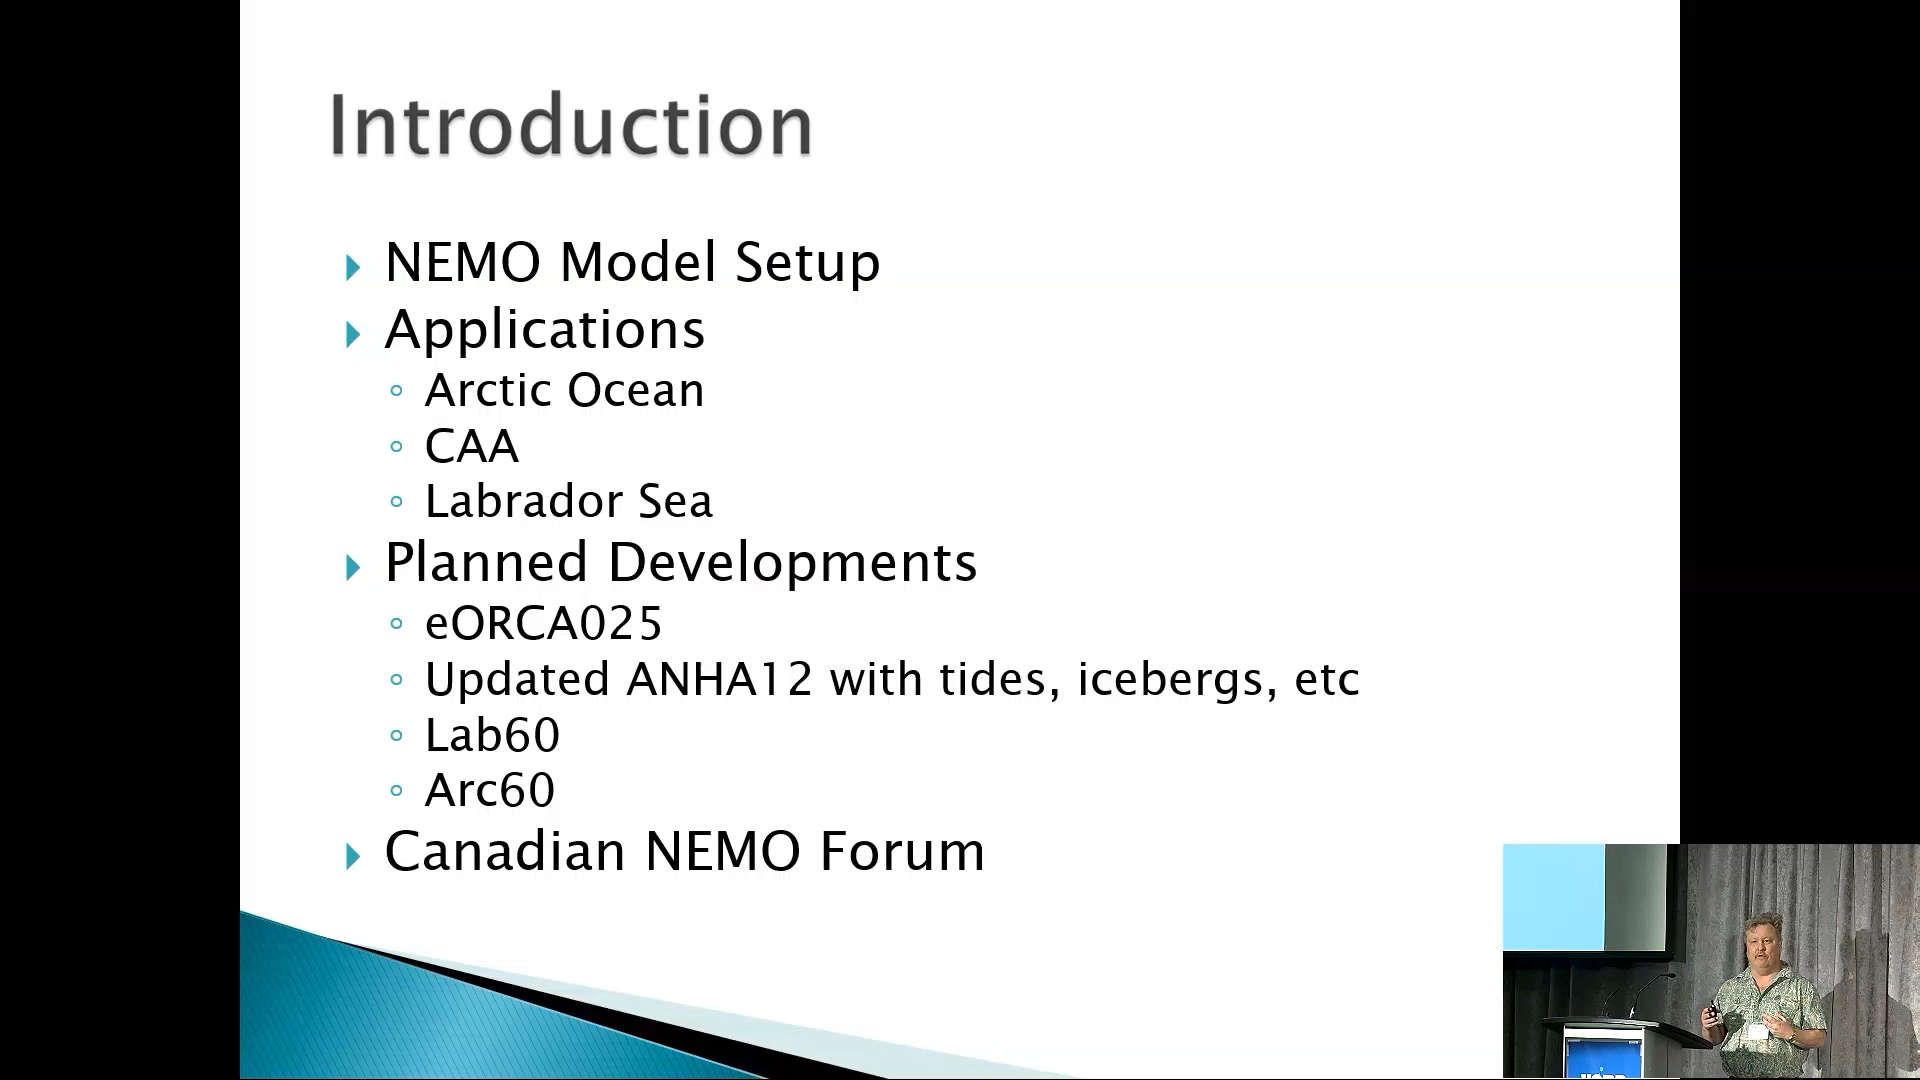 Introduction
NEMO Model Setup
Applications
Arctic Ocean
CAA
Labrador Sea
Planned Developments
eORCA025
Updated ANHA12 with tides, icebergs, etc
Lab60
Arc60
Canadian NEMO Forum